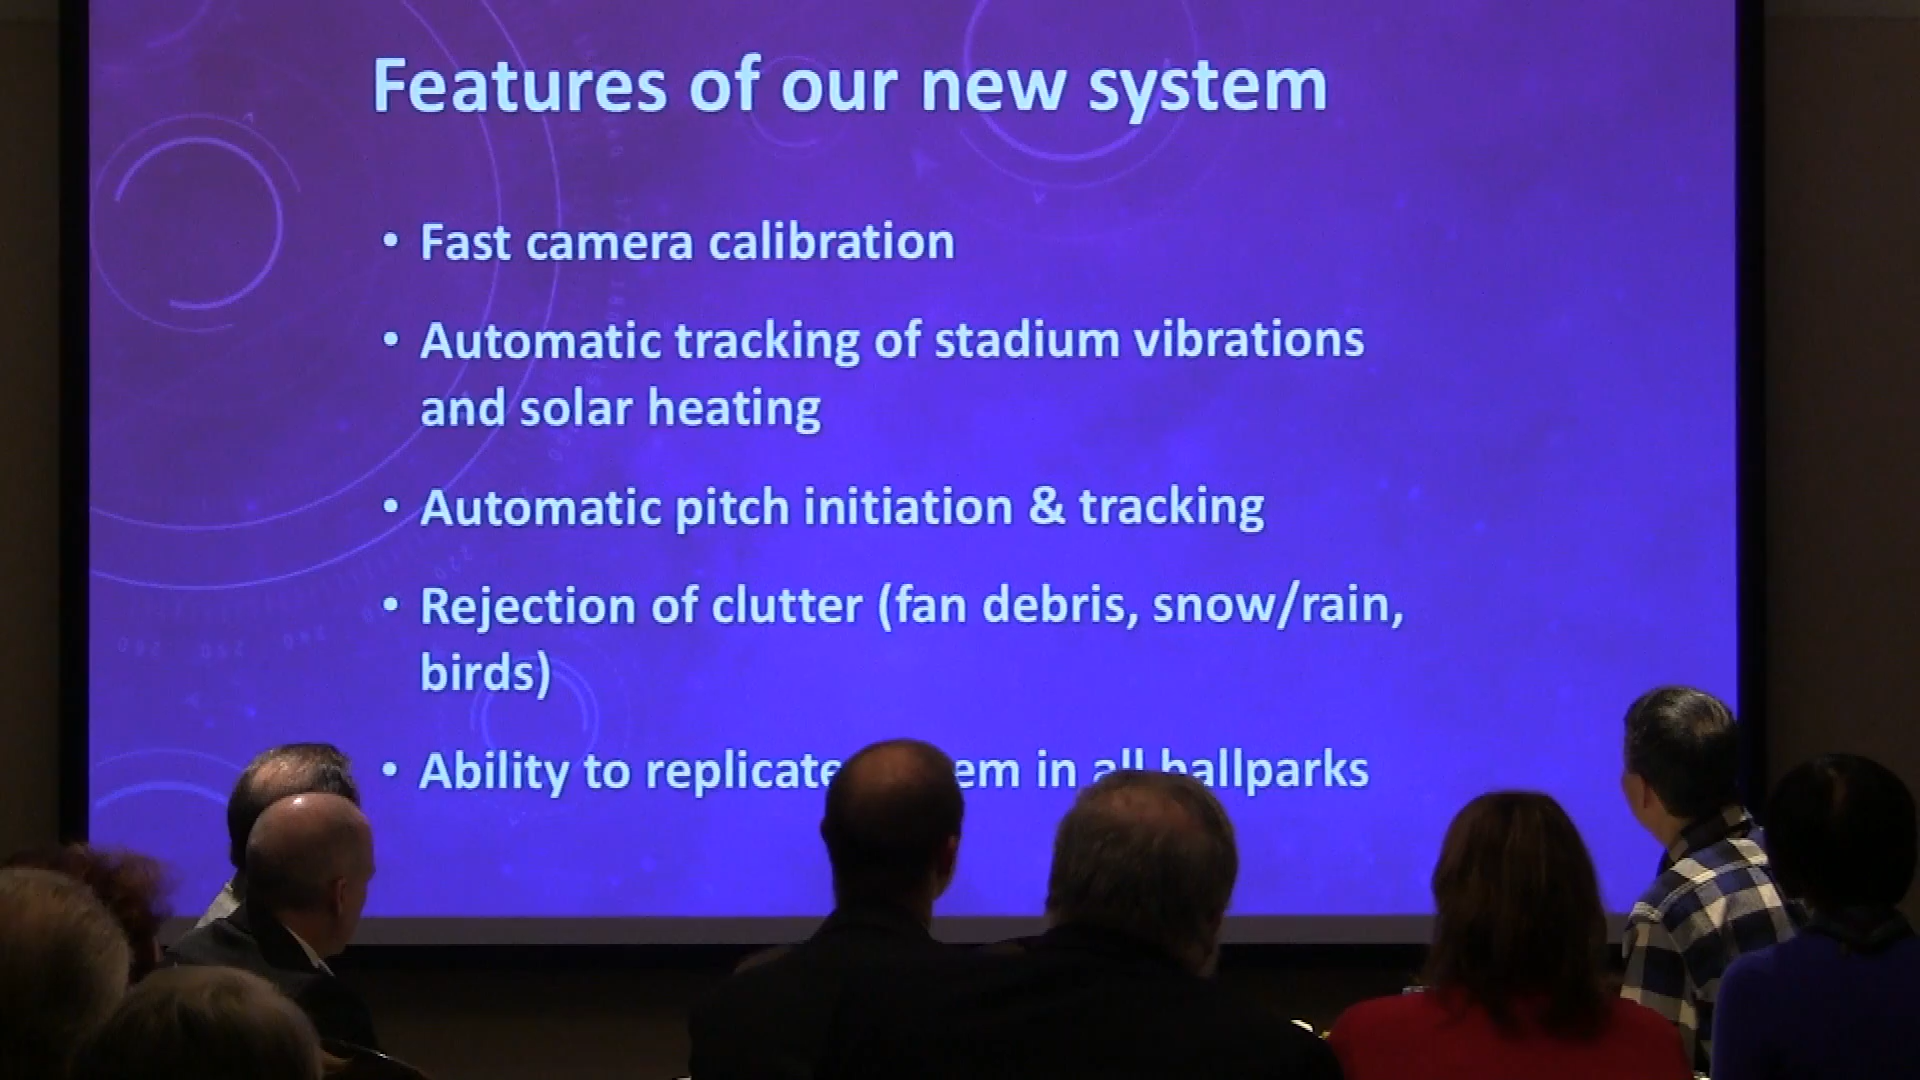 Features of our new system
• Fast camera calibration
• Automatic tracking of stadium vibrations
and solar heating
• Automatic pitch initiation & tracking
• Rejection of clutter (fan debris, snow/rain,
birds)
• Ability to replicate in all ballparks